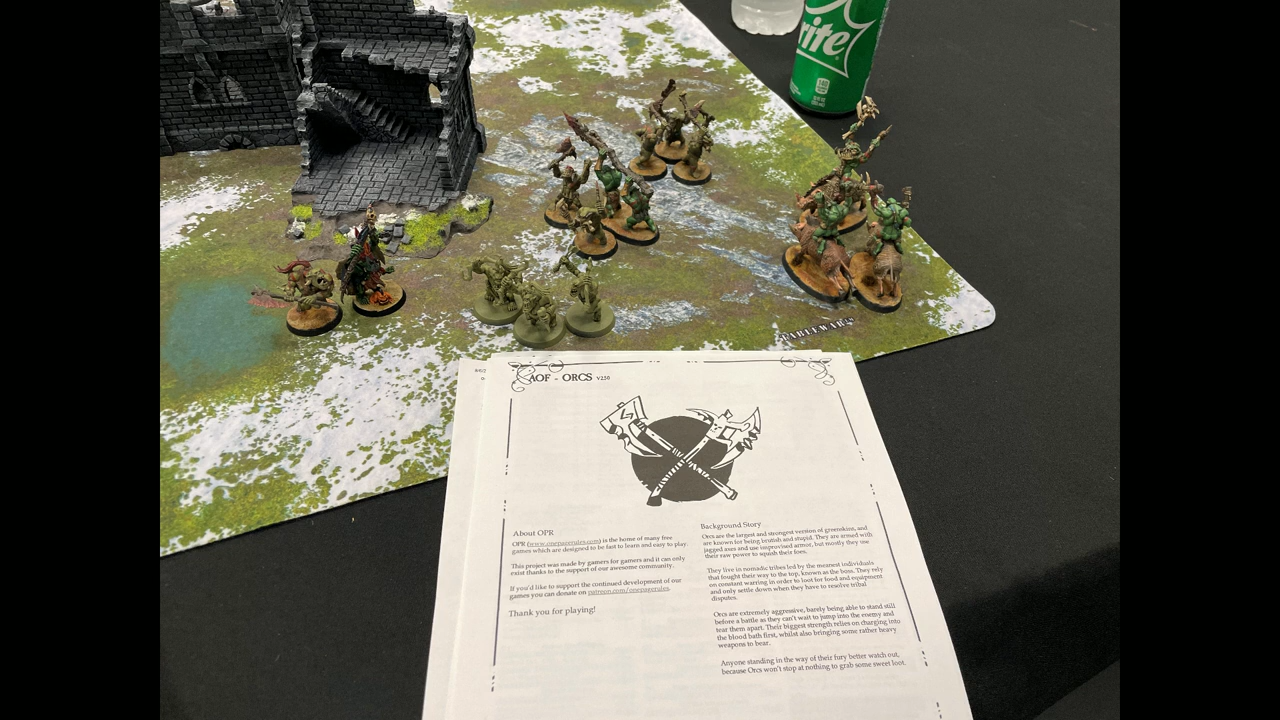 rite
TABLEWAR
AOF - ORCS V2.50
About OPR
OPR (www.onepagerules.com) is the home of many free
games which are designed to be fast to learn and easy to play.
This project was made by gamers for gamers and it can only
exist thanks to the support of our awesome community.
If you'd like to support the continued development of our
games you can donate on patreon.com/onepagerules.
Thank you for playing!
Background Story
Orcs are the largest and strongest version of greenskins, and
are known for being brutish and stupid. They are armed with
jagged axes and use improvised armor, but mostly they use
their raw power to squash their foes.
They live in nomadic tribes led by the meanest individuals
that fought their way to the top, known as the boss. They rely
on constant warring in order to loot for food and equipment
and only settle down when they have to resolve tribal
disputes.
Orcs are extremely aggressive, barely being able to stand still
before a battle as they can't wait to jump into the enemy and
tear them apart. Their biggest strength relies on charging into
the blood bath first, whilst also bringing some rather heavy
weapons to bear.
Anyone standing in the way of their fury better watch out,
because Orcs won't stop at nothing to grab some sweet loot.